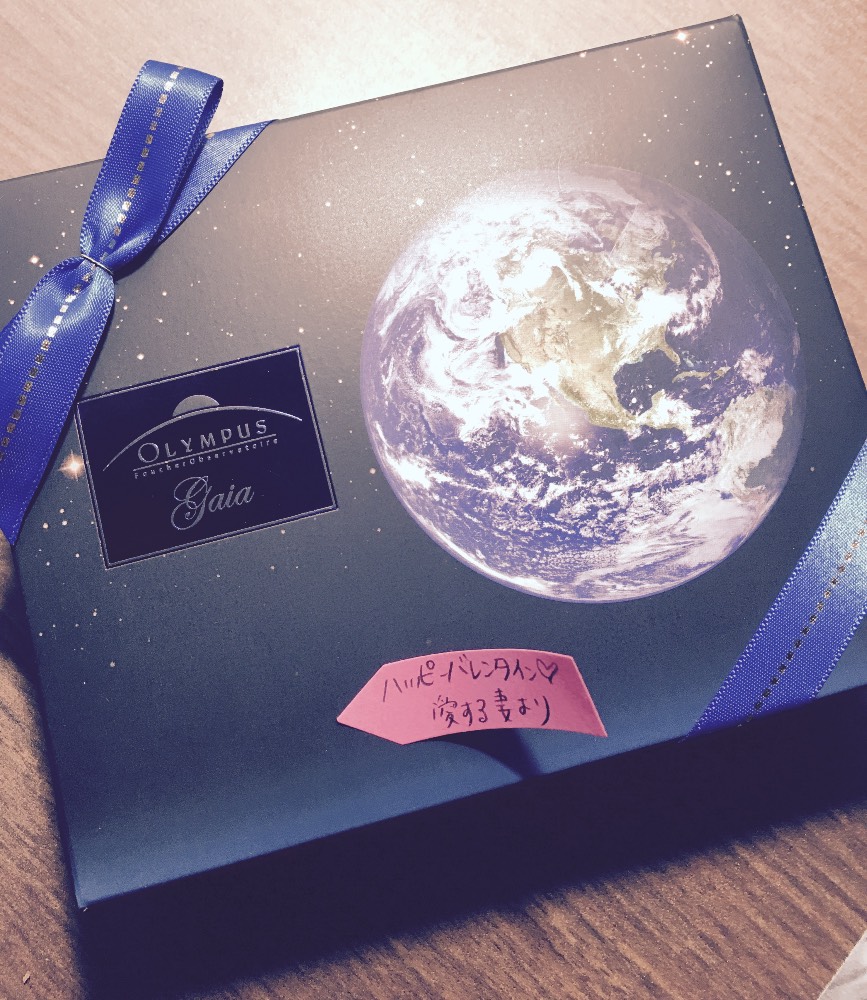 OLYMPUS
FoucherObservatoire
Gaia
ハッピーバレンタイン♡
愛する妻より